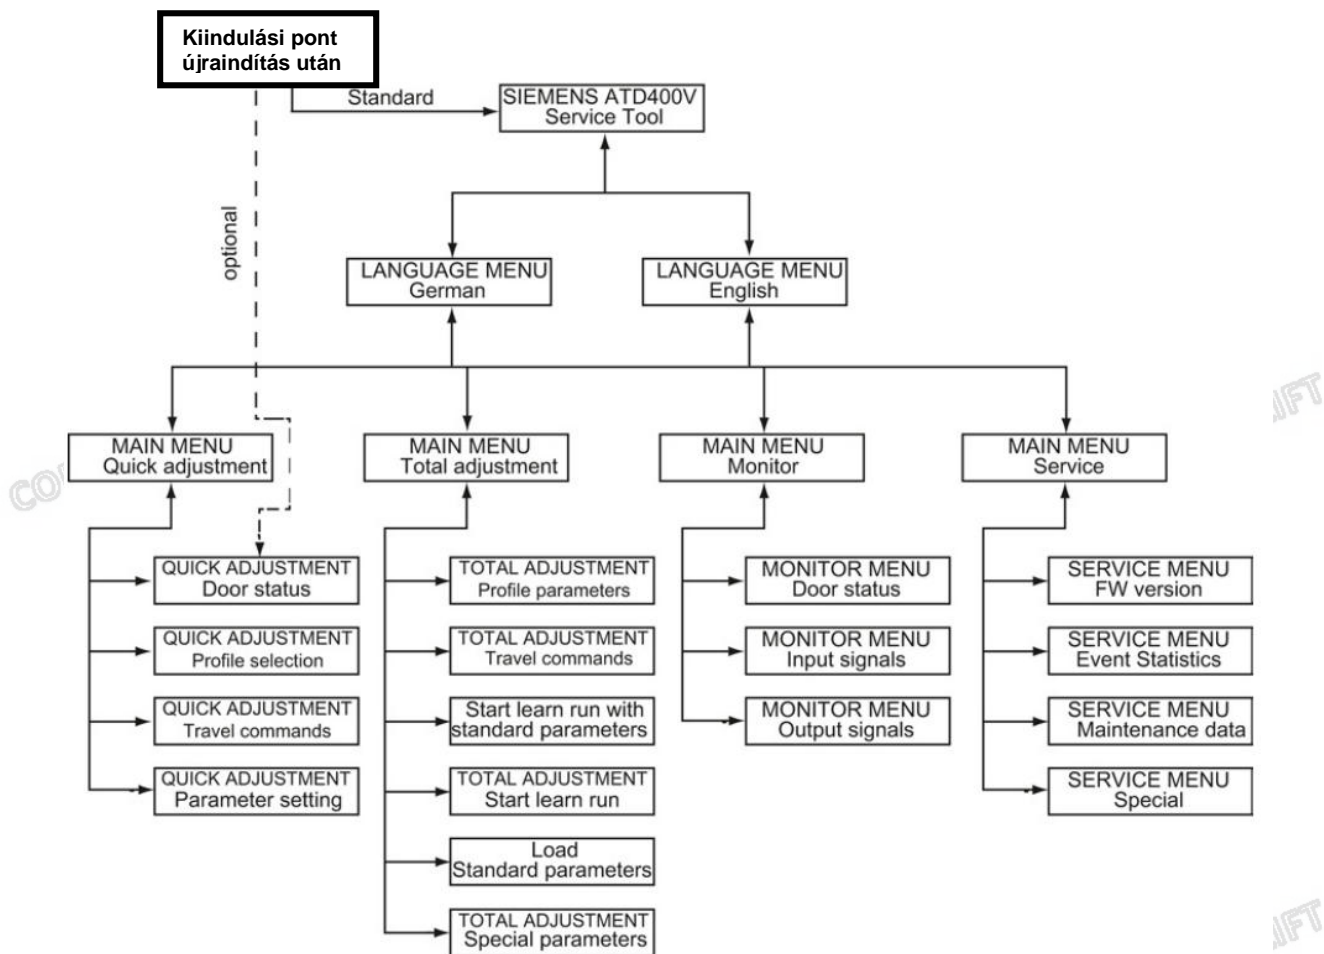 Kiindulási pont
újraindítás után
Standard
SIEMENS ATD400V
Service Tool
optional
LANGUAGE MENU
German
LANGUAGE MENU
English
MAIN MENU
Quick adjustment
MAIN MENU
Total adjustment
MAIN MENU
Monitor
MAIN MENU
Service
QUICK ADJUSTMENT
Door status
QUICK ADJUSTMENT
Profile selection
QUICK ADJUSTMENT
Travel commands
QUICK ADJUSTMENT
Parameter setting
TOTAL ADJUSTMENT
Profile parameters
TOTAL ADJUSTMENT
Travel commands
Start learn run with
standard parameters
TOTAL ADJUSTMENT
Start learn run
Load
Standard parameters
TOTAL ADJUSTMENT
Special parameters
MONITOR MENU
Door status
MONITOR MENU
Input signals
MONITOR MENU
Output signals
SERVICE MENU
FW version
SERVICE MENU
Event Statistics
SERVICE MENU
Maintenance data
SERVICE MENU
Special